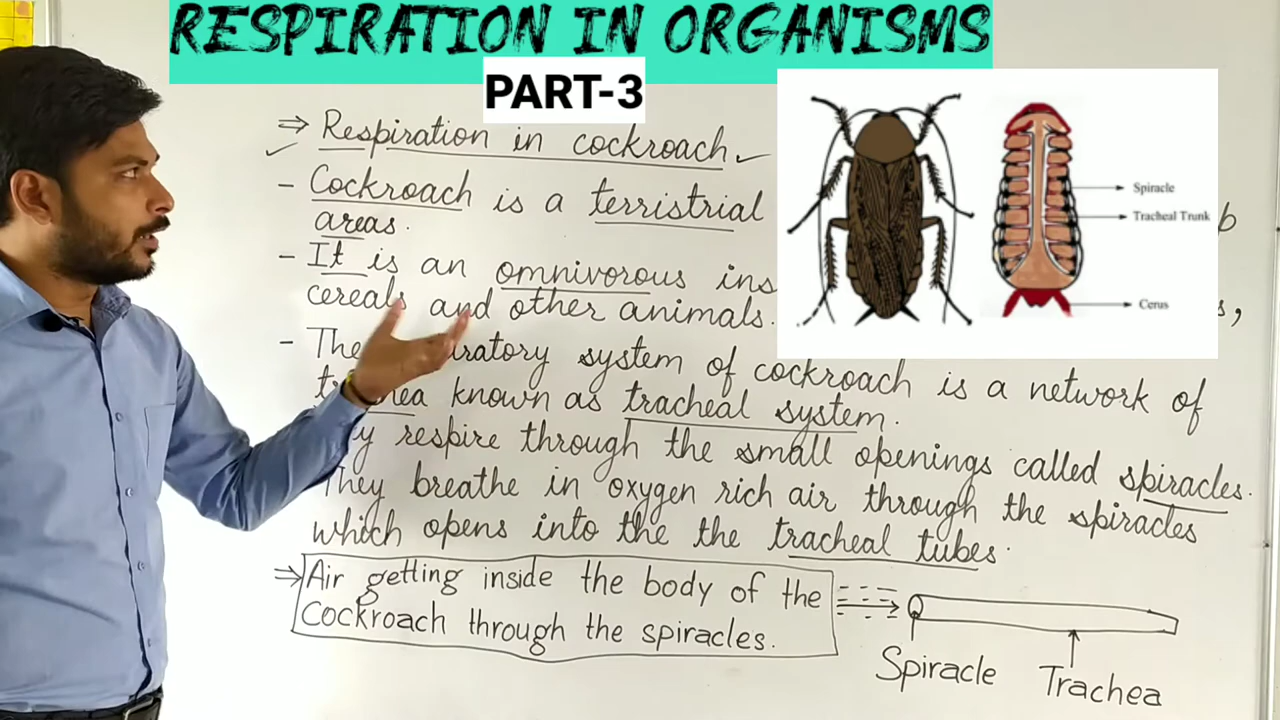 RESPIRATION IN ORGANISMS
PART-3
⇒ Respiration in cockroach
- Cockroach is a terristrial
areas.
- It is an omnivorous ins
cereals and other animals.
- The ratory system of cockroach is a network of
known as tracheal system.
respire through the small openings called spiracles.
They breathe in oxygen rich air through the spiracles
which opens into the the tracheal tubes.
⇒ Air getting inside the body of the
cockroach through the spiracles.
Spiracle
Trachea
Spiracle
Tracheal Trunk
Cerus